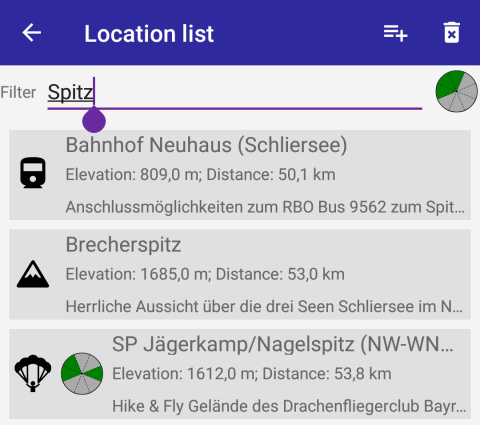 Location list
Filter Spitz
Bahnhof Neuhaus (Schliersee)
Elevation: 809,0 m; Distance: 50,1 km
Anschlussmöglichkeiten zum RBO Bus 9562 zum Spit...
Brecherspitz
Elevation: 1685,0 m; Distance: 53,0 km
Herrliche Aussicht über die drei Seen Schliersee im N...
SP Jägerkamp/Nagelspitz (NW-WN...
Elevation: 1612,0 m; Distance: 53,8 km
Hike & Fly Gelände des Drachenfliegerclub Bayr...